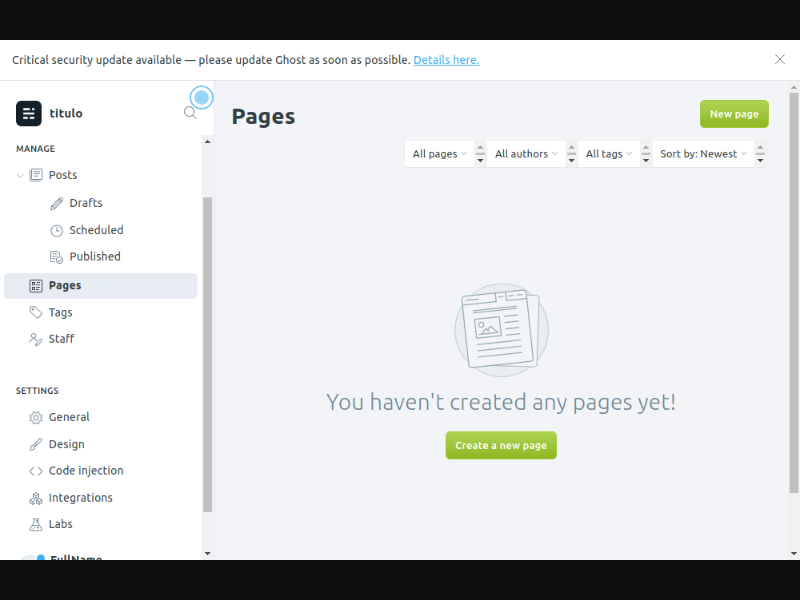 Critical security update available — please update Ghost as soon as possible. Details here.
titulo
MANAGE
Posts
Drafts
Scheduled
Published
Pages
Tags
Staff
SETTINGS
General
Design
Code injection
Integrations
Labs
FullName
Pages
New page
All pages
All authors
All tags
Sort by: Newest
You haven't created any pages yet!
Create a new page